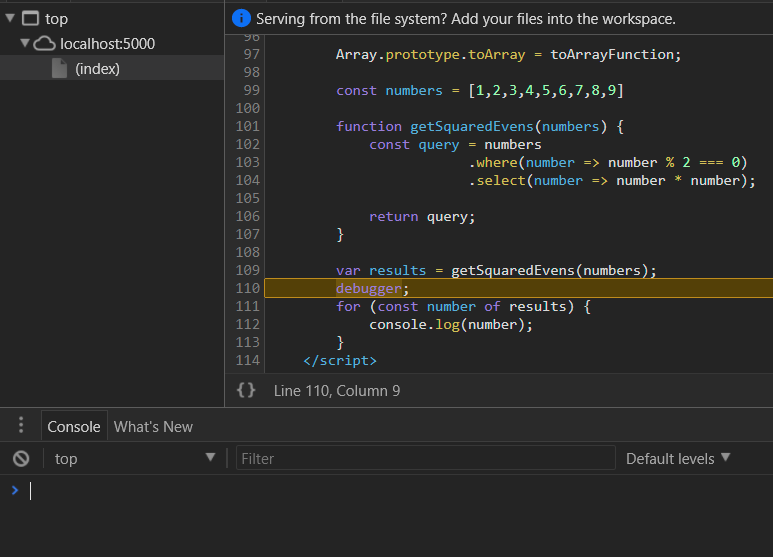 top
localhost:5000
(index)
Serving from the file system? Add your files into the workspace.
96
97 Array.prototype.toArray = toArrayFunction;
98
99 const numbers = [1,2,3,4,5,6,7,8,9]
100
101 function getSquaredEvens(numbers) {
102 const query = numbers
103 .where(number => number % 2 === 0)
104 .select(number => number * number);
105
106 return query;
107 }
108
109 var results = getSquaredEvens(numbers);
110 debugger;
111 for (const number of results) {
112 console.log(number);
113 }
114 </script>
{} Line 110, Column 9
Console What's New
top Filter Default levels
>